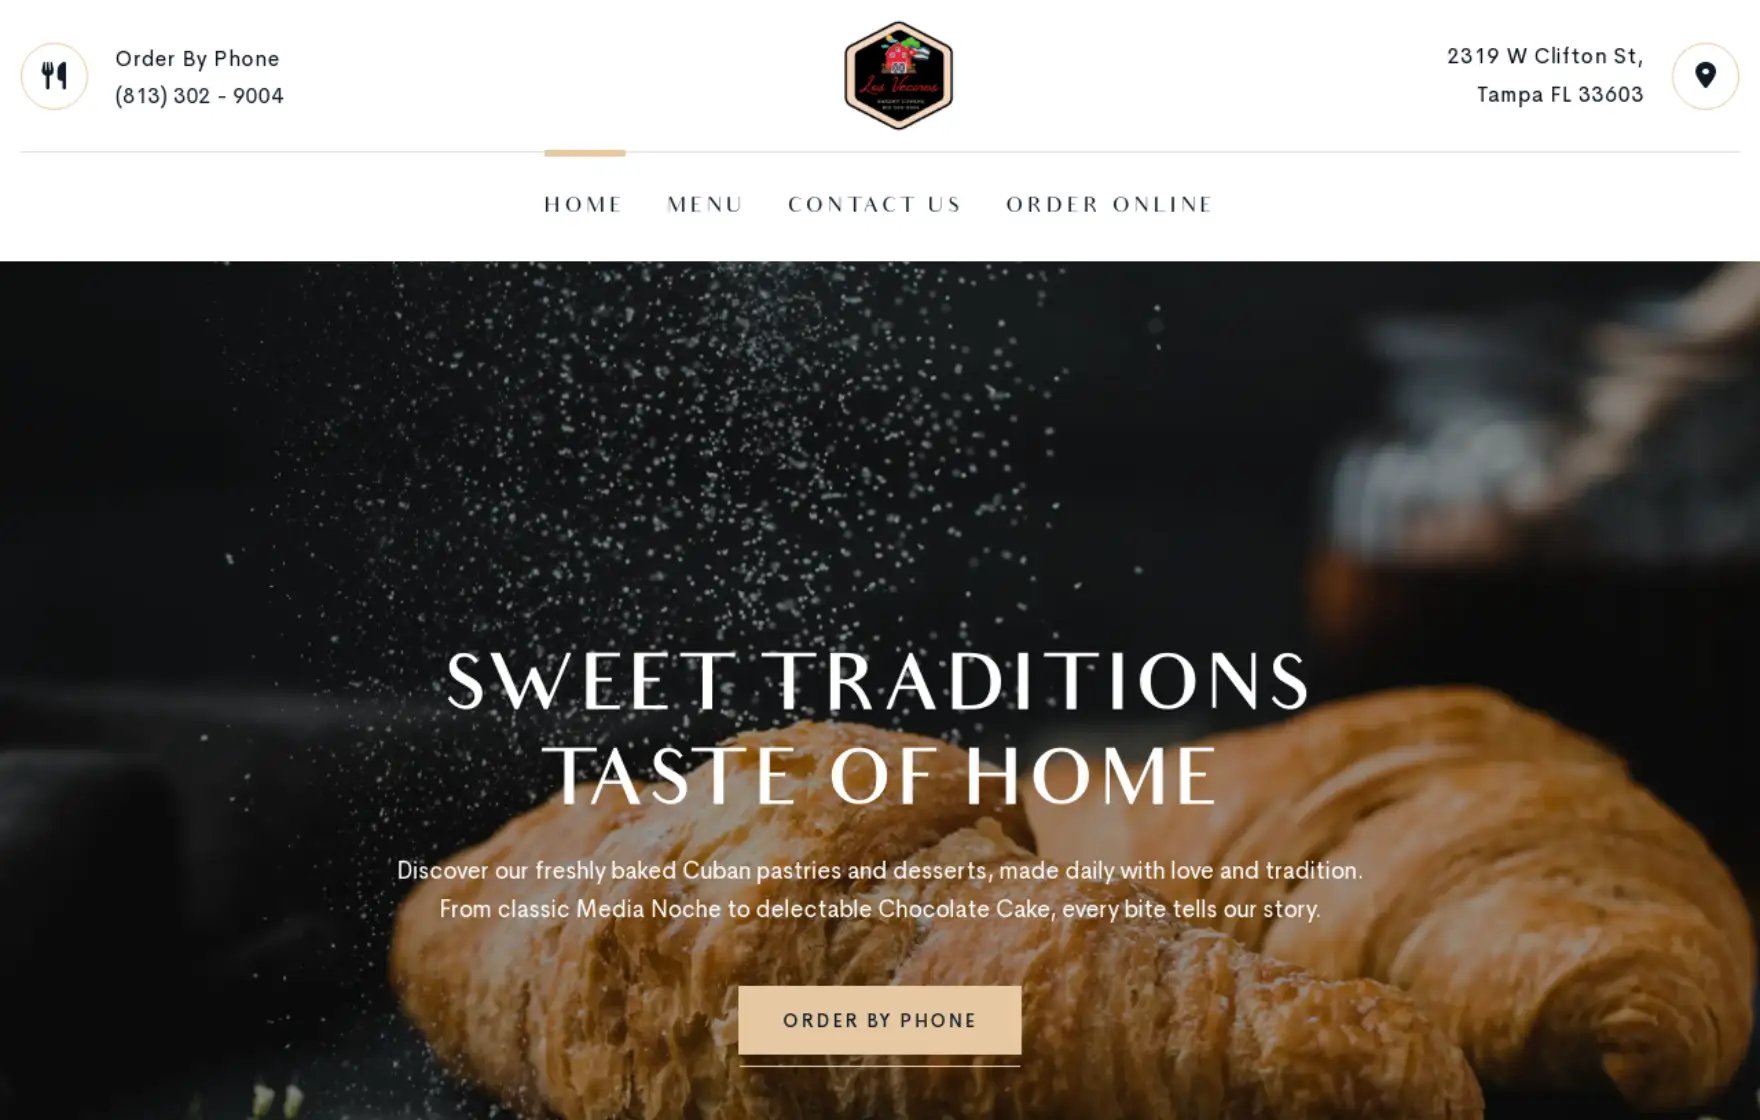 Order By Phone
(813) 302 - 9004
Los Vecinos
2319 W Clifton St,
Tampa FL 33603
HOME
MENU
CONTACT US
ORDER ONLINE
SWEET TRADITIONS
TASTE OF HOME
Discover our freshly baked Cuban pastries and desserts, made daily with love and tradition.
From classic Media Noche to delectable Chocolate Cake, every bite tells our story.
ORDER BY PHONE